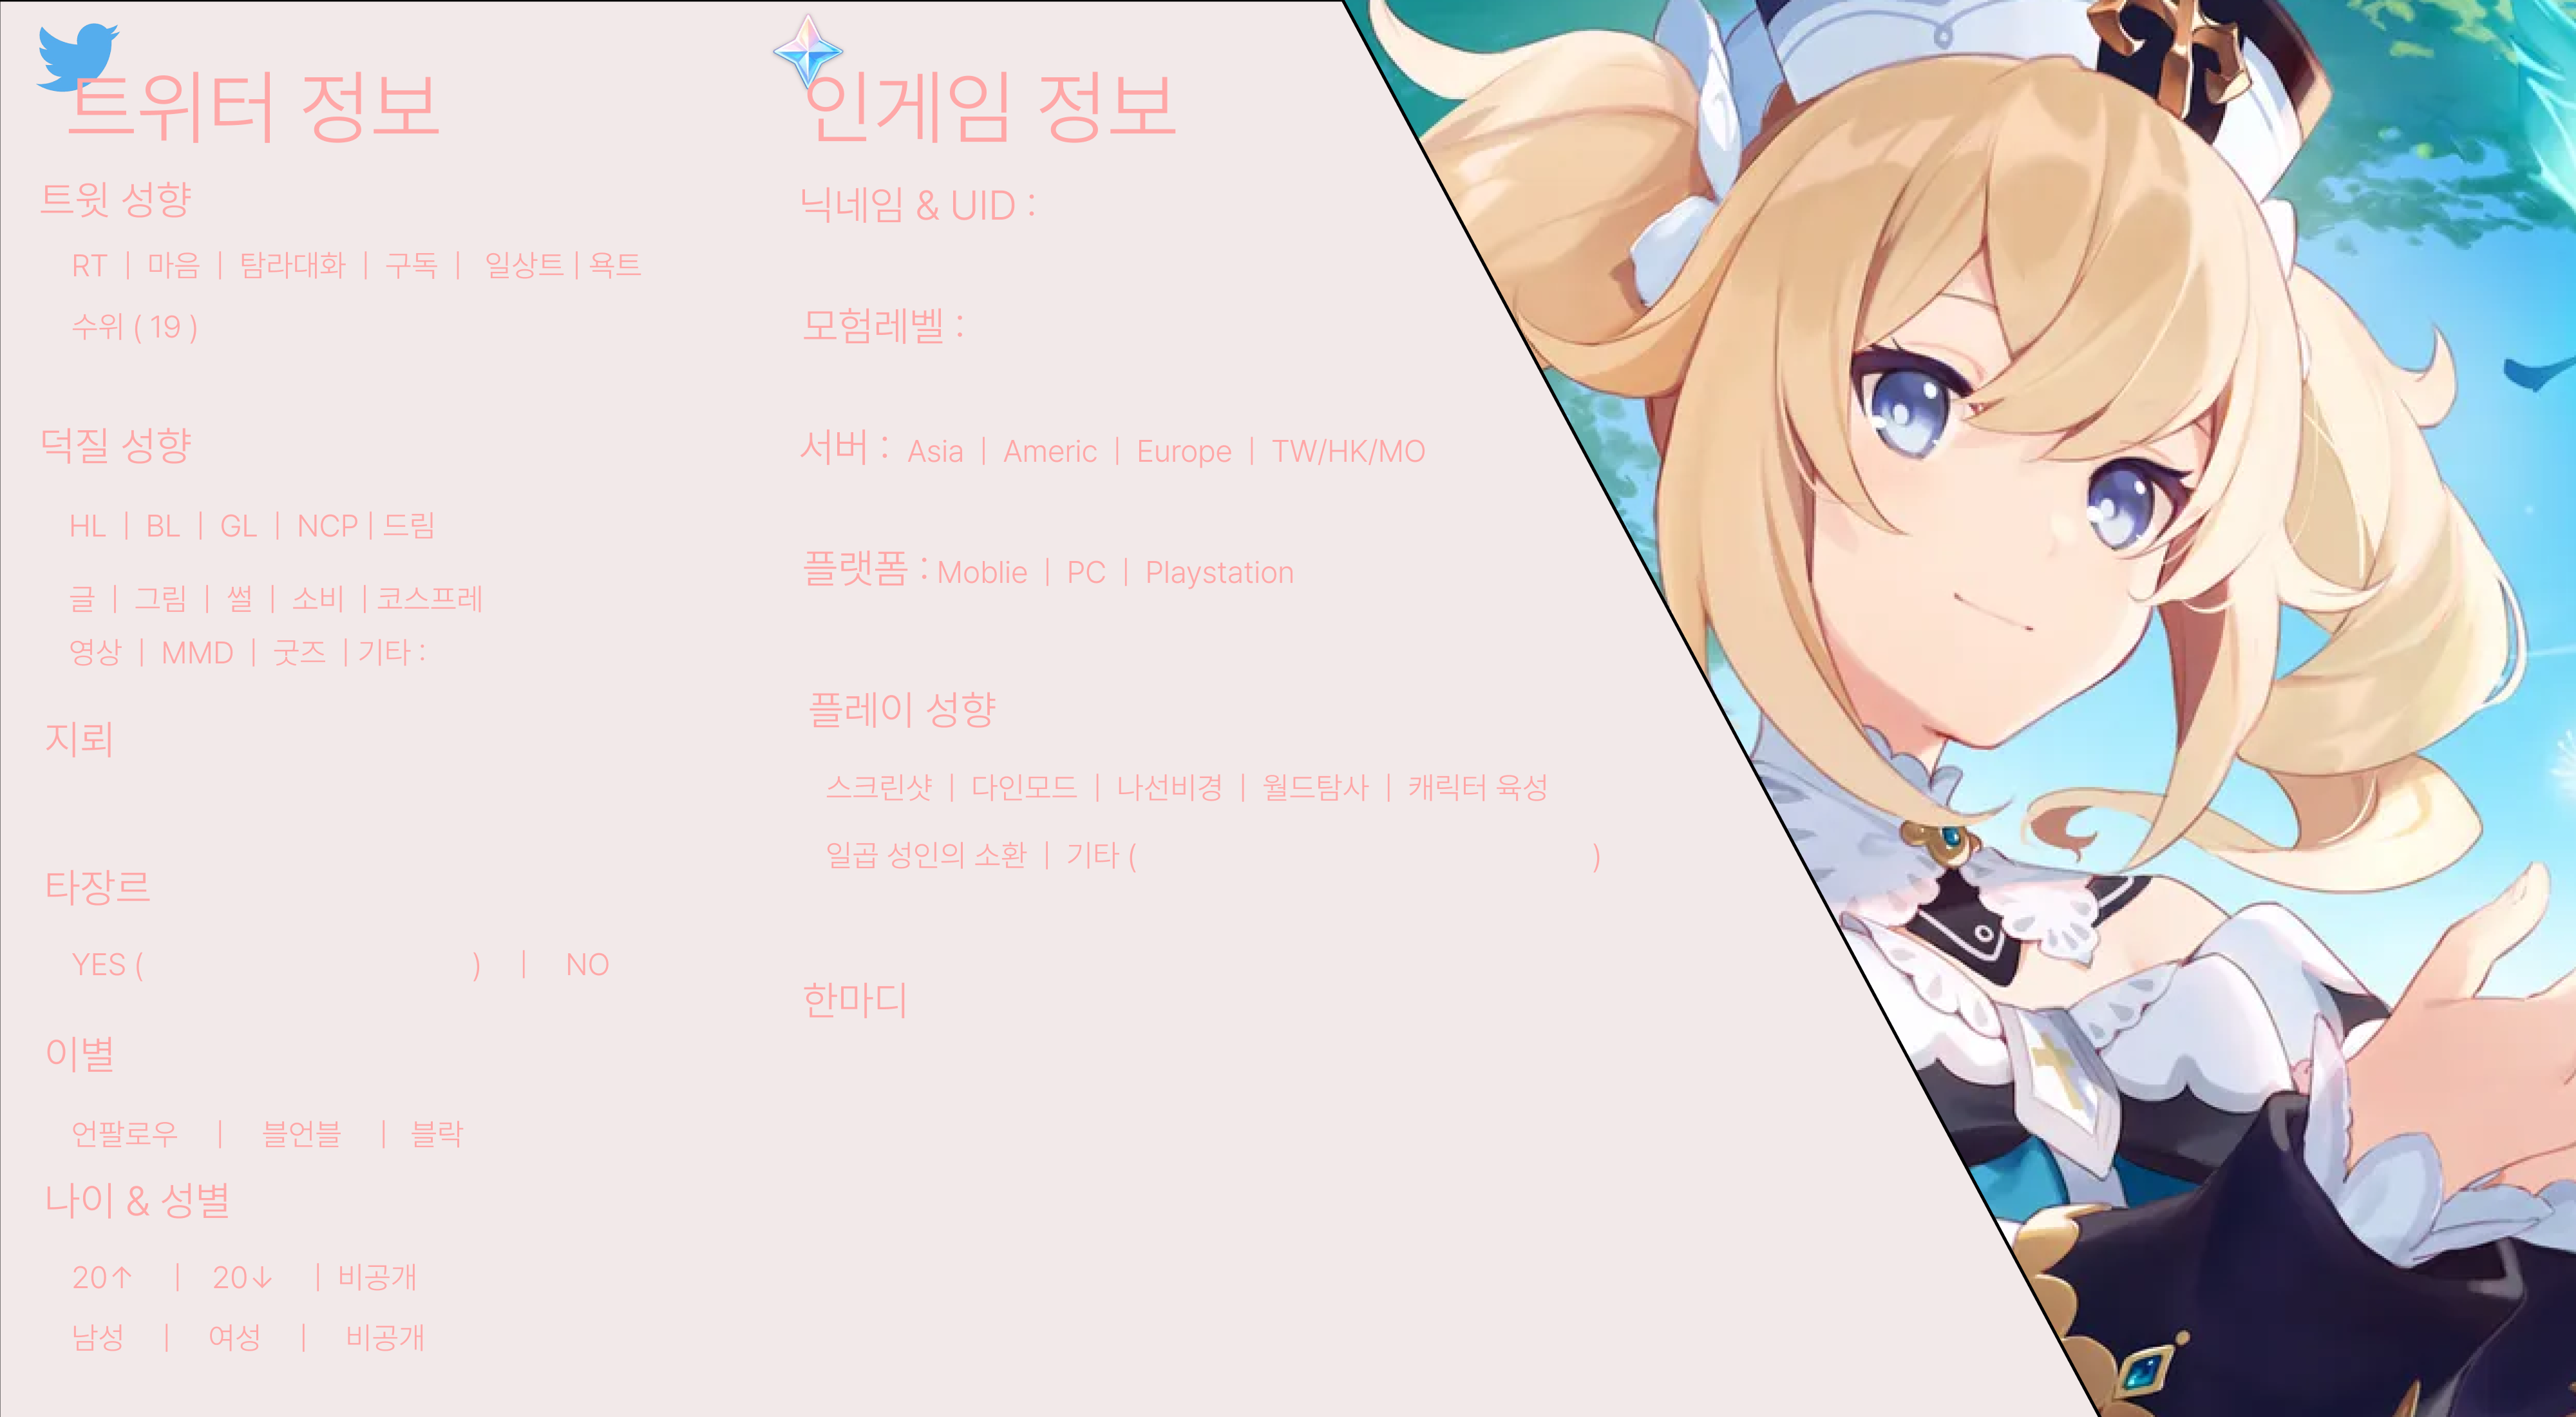 트위터 정보
트윗 성향
RT | 마음 | 탐라대화 | 구독 | 일상트 | 욕트
수위 ( 19 )
덕질 성향
HL | BL | GL | NCP | 드림
글 | 그림 | 썰 | 소비 | 코스프레
영상 | MMD | 굿즈 | 기타 :
지뢰
타장르
YES ( ) | NO
이별
언팔로우 | 블언블 | 블락
나이 & 성별
20↑ | 20↓ | 비공개
남성 | 여성 | 비공개
인게임 정보
닉네임 & UID :
모험레벨 :
서버 : Asia | Americ | Europe | TW/HK/MO
플랫폼 : Moblie | PC | Playstation
플레이 성향
스크린샷 | 다인모드 | 나선비경 | 월드탐사 | 캐릭터 육성
일곱 성인의 소환 | 기타 ( )
한마디